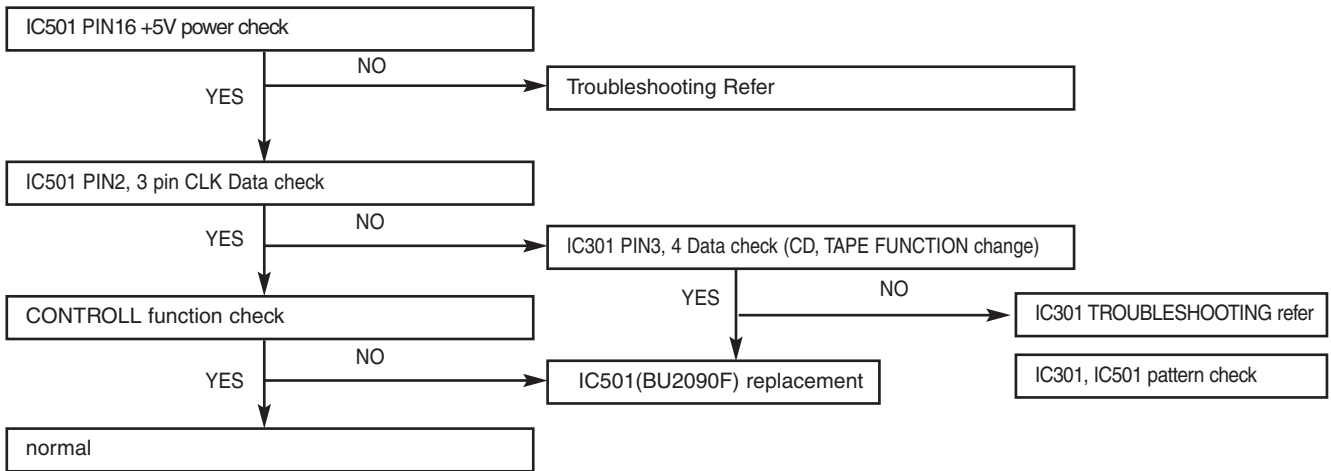 IC501 PIN16 +5V power check
NO
YES
Troubleshooting Refer
IC501 PIN2, 3 pin CLK Data check
NO
YES
IC301 PIN3, 4 Data check (CD, TAPE FUNCTION change)
YES
NO
CONTROLL function check
IC301 TROUBLESHOOTING refer
NO
YES
IC501(BU2090F) replacement
IC301, IC501 pattern check
normal